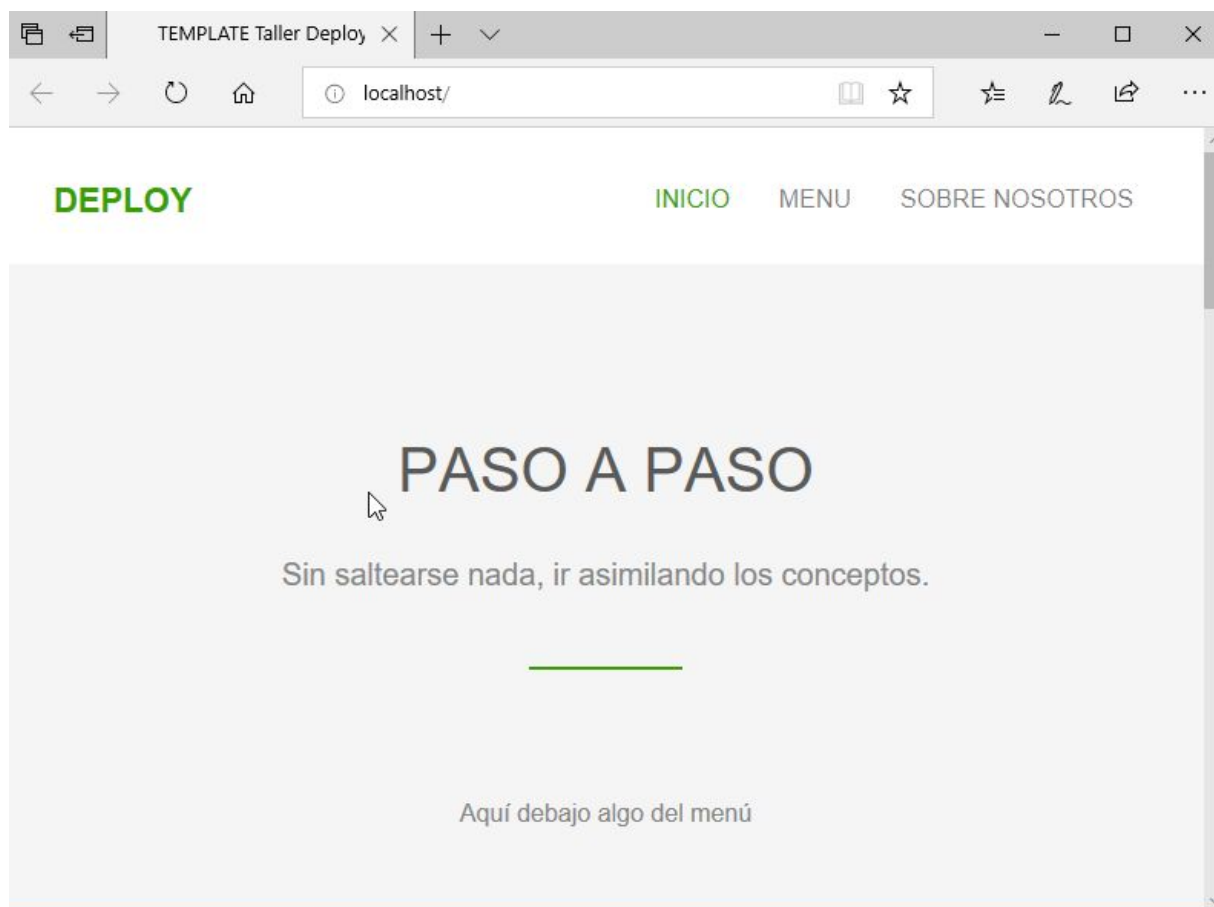 TEMPLATE Taller Deploy
localhost/
DEPLOY
INICIO MENU SOBRE NOSOTROS
PASO A PASO
Sin saltearse nada, ir asimilando los conceptos.
Aquí debajo algo del menú